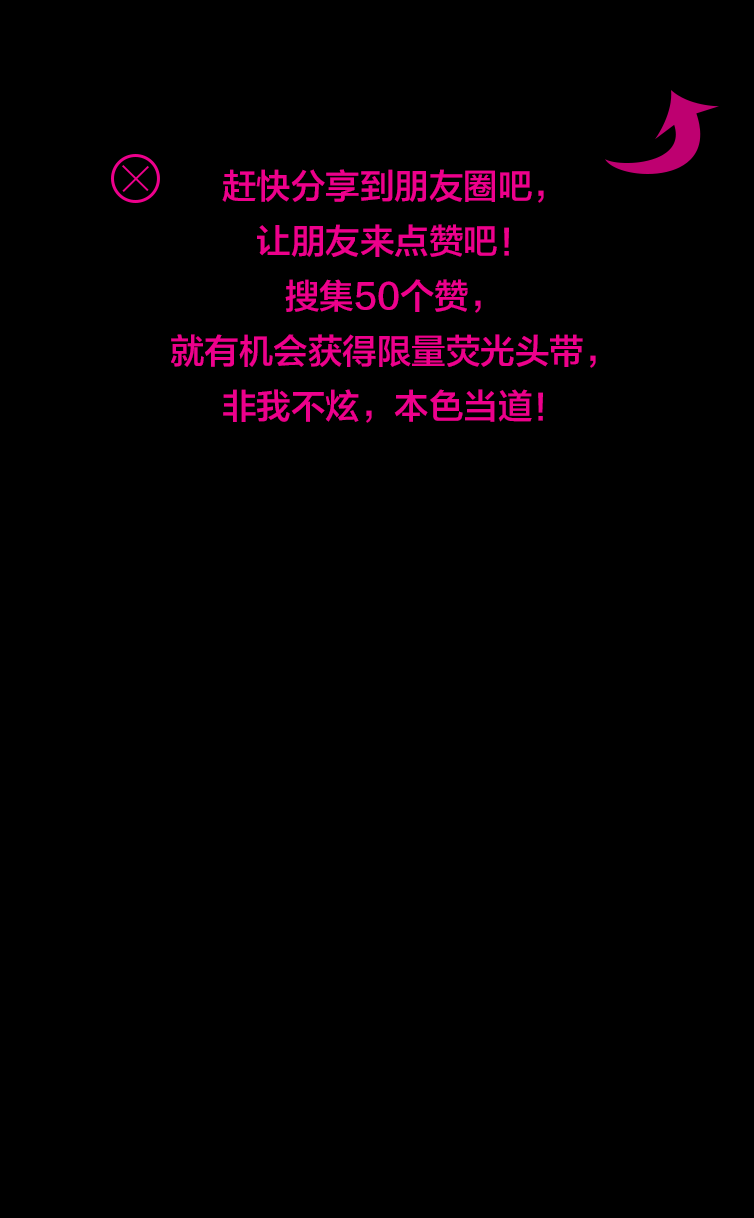 赶快分享到朋友圈吧，
让朋友来点赞吧！
搜集50个赞，
就有机会获得限量荧光头带，
非我不炫，本色当道！